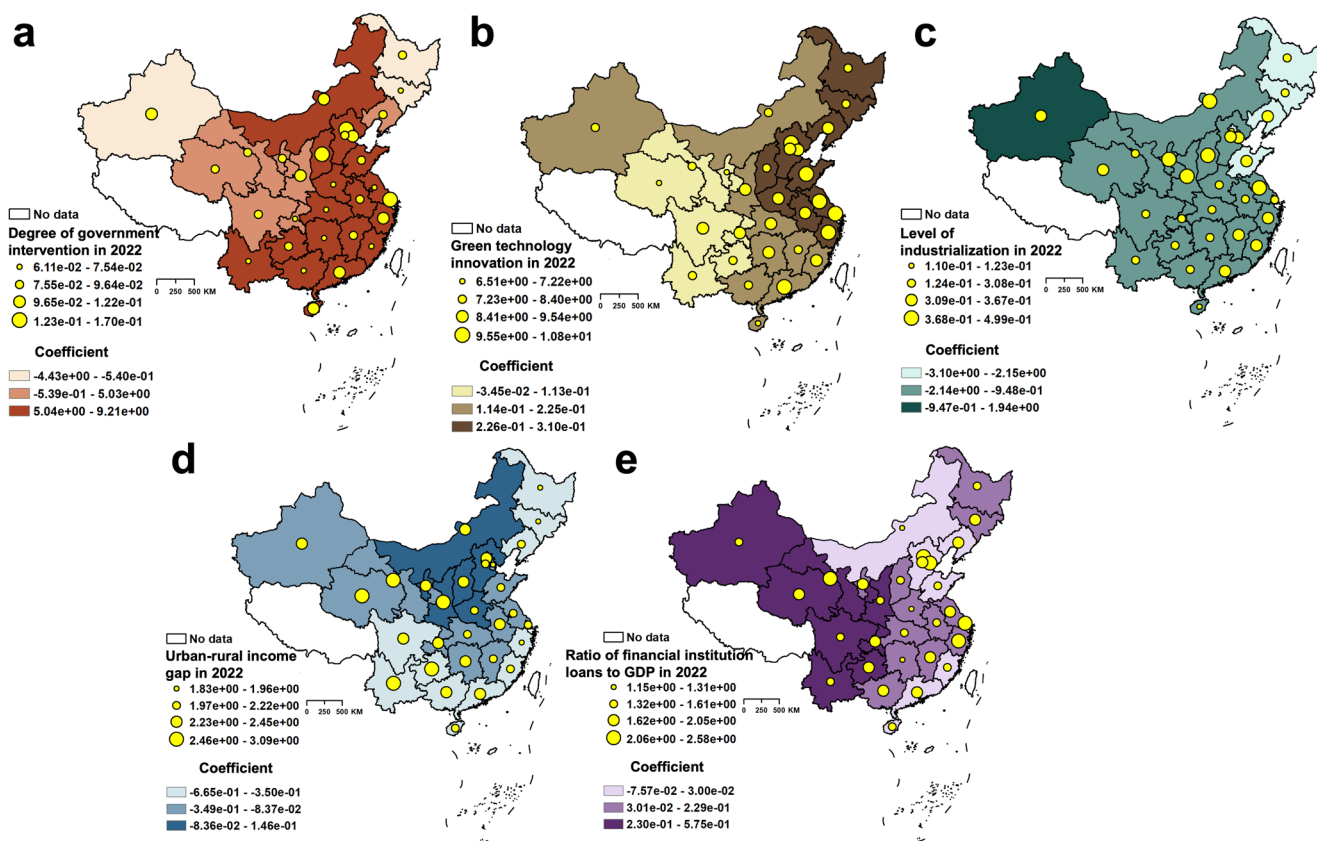 a
No data
Degree of government
intervention in 2022
6.11e-02 - 7.54e-02
7.55e-02 - 9.64e-02
9.65e-02 - 1.22e-01
1.23e-01 - 1.70e-01
0 250 500 KM
Coefficient
-4.43e+00 - -5.40e-01
-5.39e-01 - 5.03e+00
5.04e+00 - 9.21e+00
b
No data
Green technology
innovation in 2022
6.51e+00 - 7.22e+00
7.23e+00 - 8.40e+00
8.41e+00 - 9.54e+00
9.55e+00 - 1.08e+01
0 250 500 KM
Coefficient
-3.45e-02 - 1.13e-01
1.14e-01 - 2.25e-01
2.26e-01 - 3.10e-01
c
No data
Level of
industrialization in 2022
1.10e-01 - 1.23e-01
1.24e-01 - 3.08e-01
3.09e-01 - 3.67e-01
3.68e-01 - 4.99e-01
0 250 500 KM
Coefficient
-3.10e+00 - -2.15e+00
-2.14e+00 - -9.48e-01
-9.47e-01 - 1.94e+00
d
No data
Urban-rural income
gap in 2022
1.83e+00 - 1.96e+00
1.97e+00 - 2.22e+00
2.23e+00 - 2.45e+00
2.46e+00 - 3.09e+00
0 250 500 KM
Coefficient
-6.65e-01 - -3.50e-01
-3.49e-01 - -8.37e-02
-8.36e-02 - 1.46e-01
e
No data
Ratio of financial institution
loans to GDP in 2022
1.15e+00 - 1.31e+00
1.32e+00 - 1.61e+00
1.62e+00 - 2.05e+00
2.06e+00 - 2.58e+00
0 250 500 KM
Coefficient
-7.57e-02 - 3.00e-02
3.01e-02 - 2.29e-01
2.30e-01 - 5.75e-01